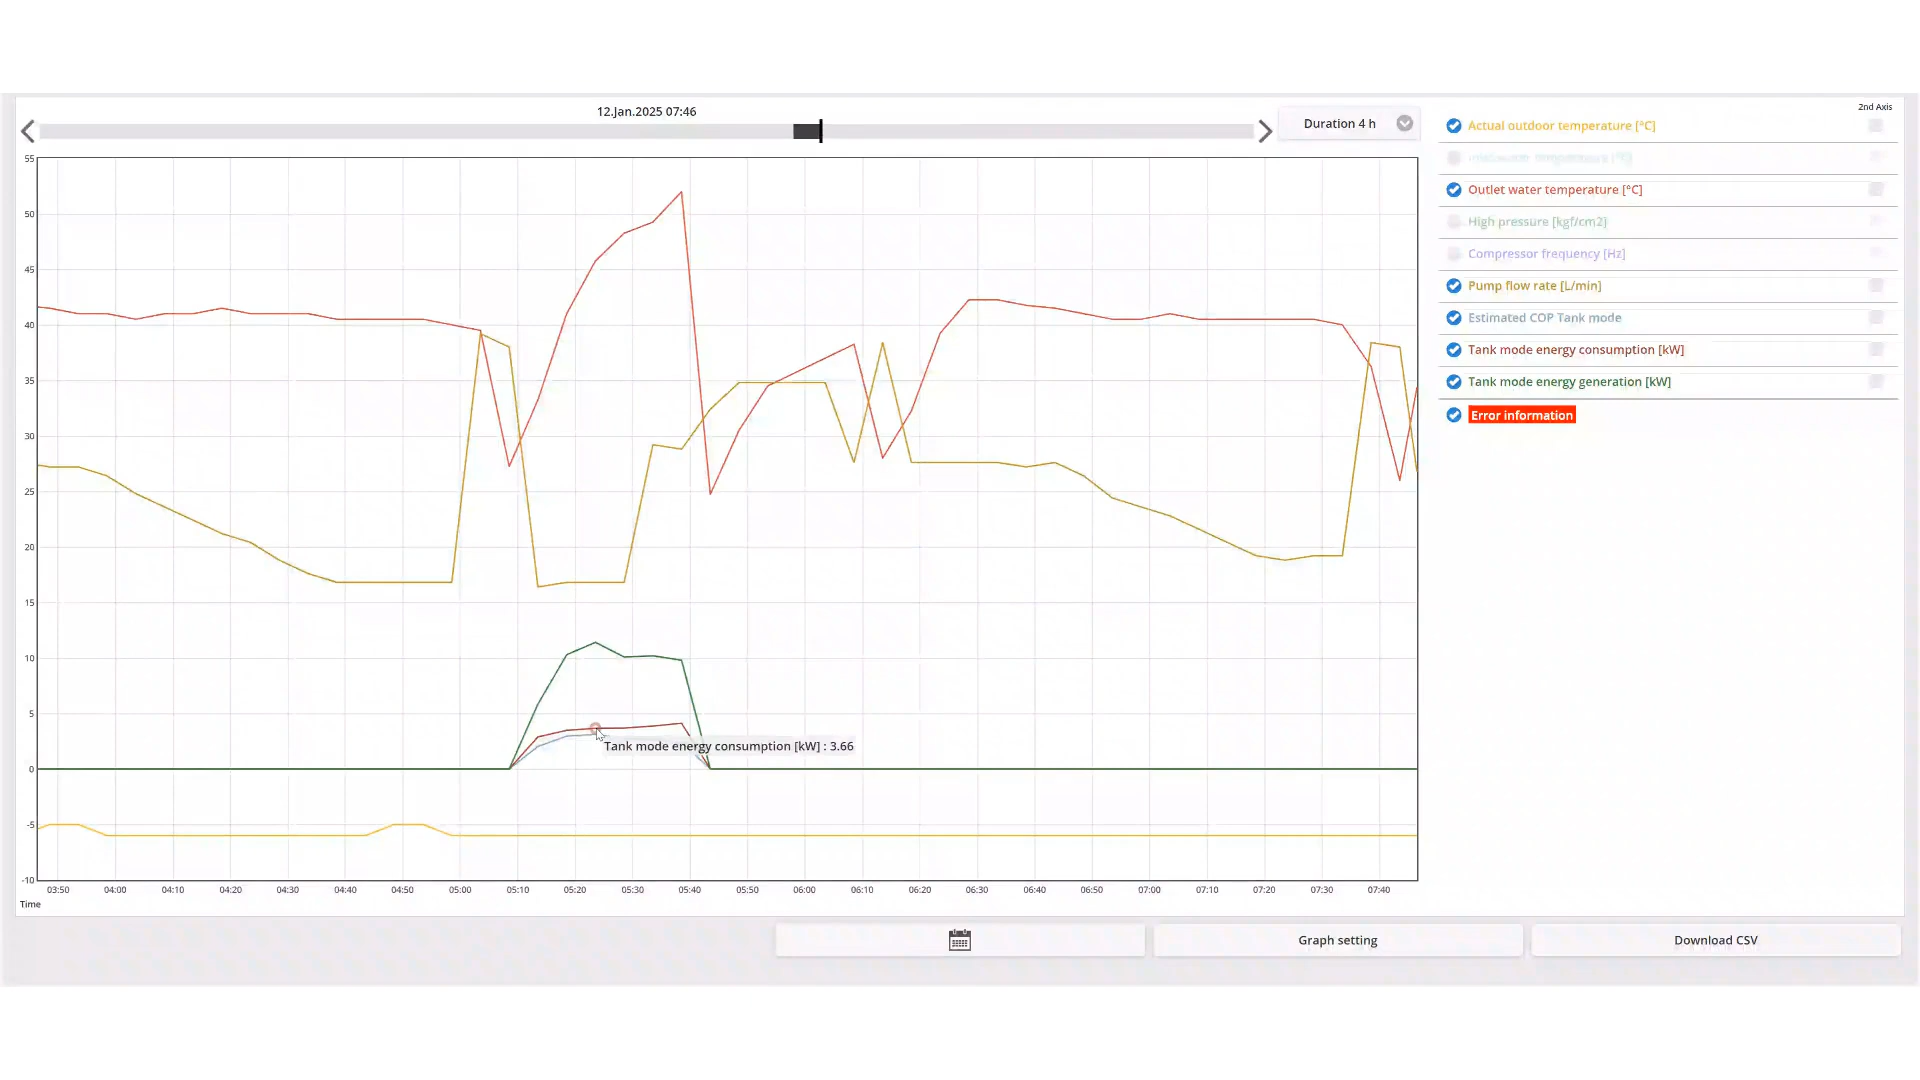 12.Jan.2025 07:46
Duration 4 h
2nd Axis
Actual outdoor temperature [°C]
Inlet water temperature [°C]
Outlet water temperature [°C]
High pressure [kgf/cm2]
Compressor frequency [Hz]
Pump flow rate [L/min]
Estimated COP Tank mode
Tank mode energy consumption [kW]
Tank mode energy generation [kW]
Error information
55
50
45
40
35
30
25
20
15
10
5
0
-5
-10
Tank mode energy consumption [kW] : 3.66
03:50 04:00 04:10 04:20 04:30 04:40 04:50 05:00 05:10 05:20 05:30 05:40 05:50 06:00 06:10 06:20 06:30 06:40 06:50 07:00 07:10 07:20 07:30 07:40
Time
Graph setting
Download CSV